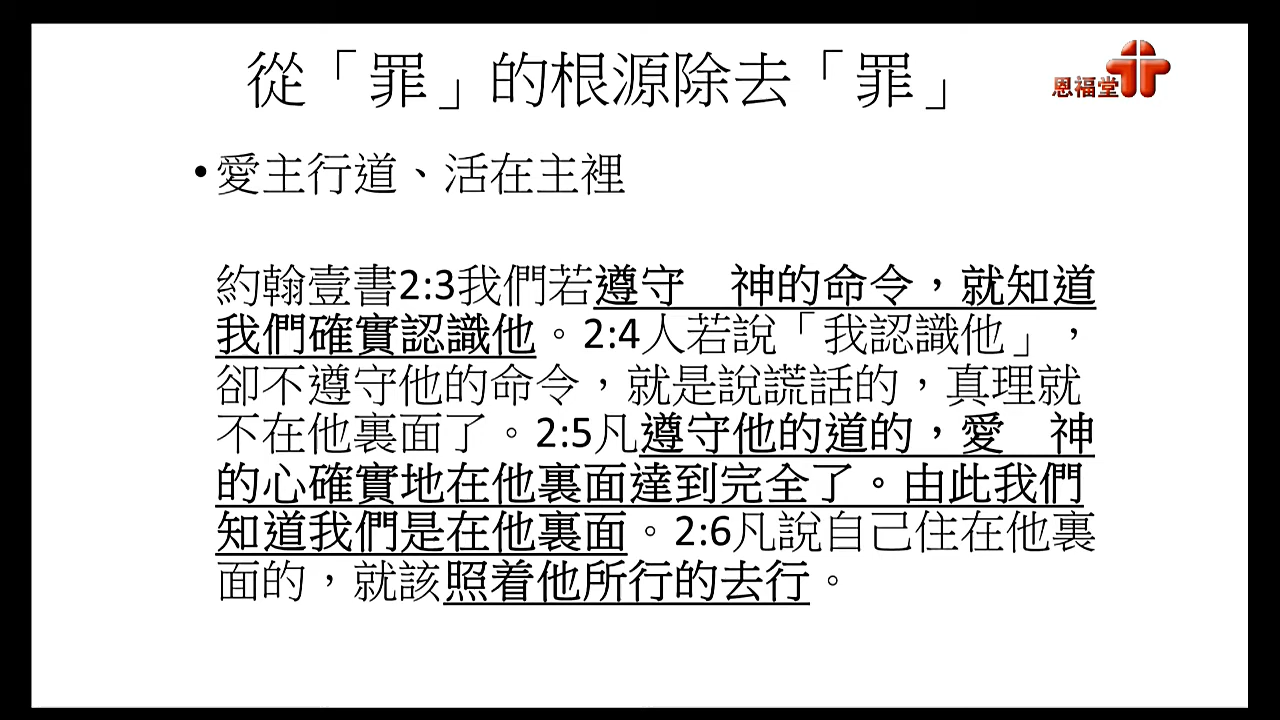 從「罪」的根源除去「罪」
恩福堂
•愛主行道、活在主裡
約翰壹書2:3我們若遵守　神的命令，就知道
我們確實認識他。2:4人若說「我認識他」，
卻不遵守他的命令，就是說謊話的，真理就
不在他裏面了。2:5凡遵守他的道的，愛　神
的心確實地在他裏面達到完全了。由此我們
知道我們是在他裏面。2:6凡說自己住在他裏
面的，就該照着他所行的去行。